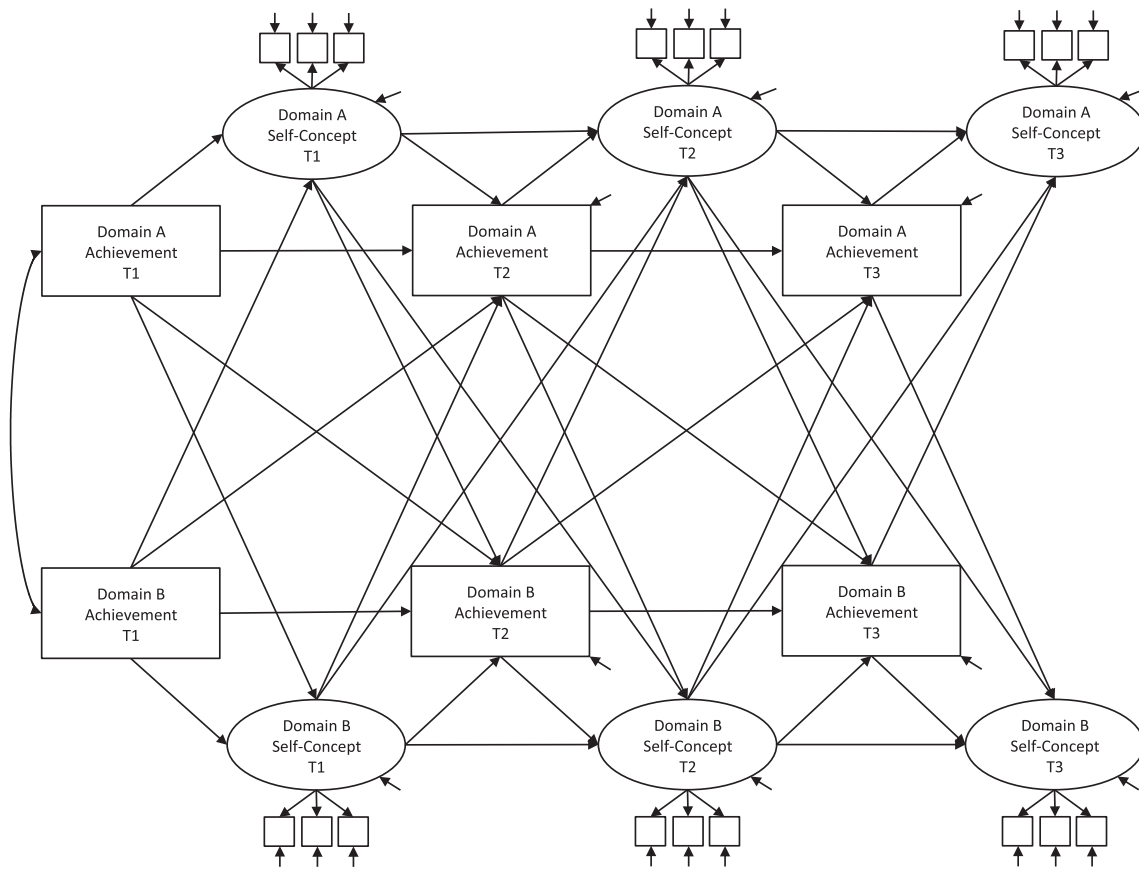 Domain A
Self-Concept
T1
Domain A
Self-Concept
T2
Domain A
Self-Concept
T3
Domain A
Achievement
T1
Domain A
Achievement
T2
Domain A
Achievement
T3
Domain B
Achievement
T1
Domain B
Achievement
T2
Domain B
Achievement
T3
Domain B
Self-Concept
T1
Domain B
Self-Concept
T2
Domain B
Self-Concept
T3